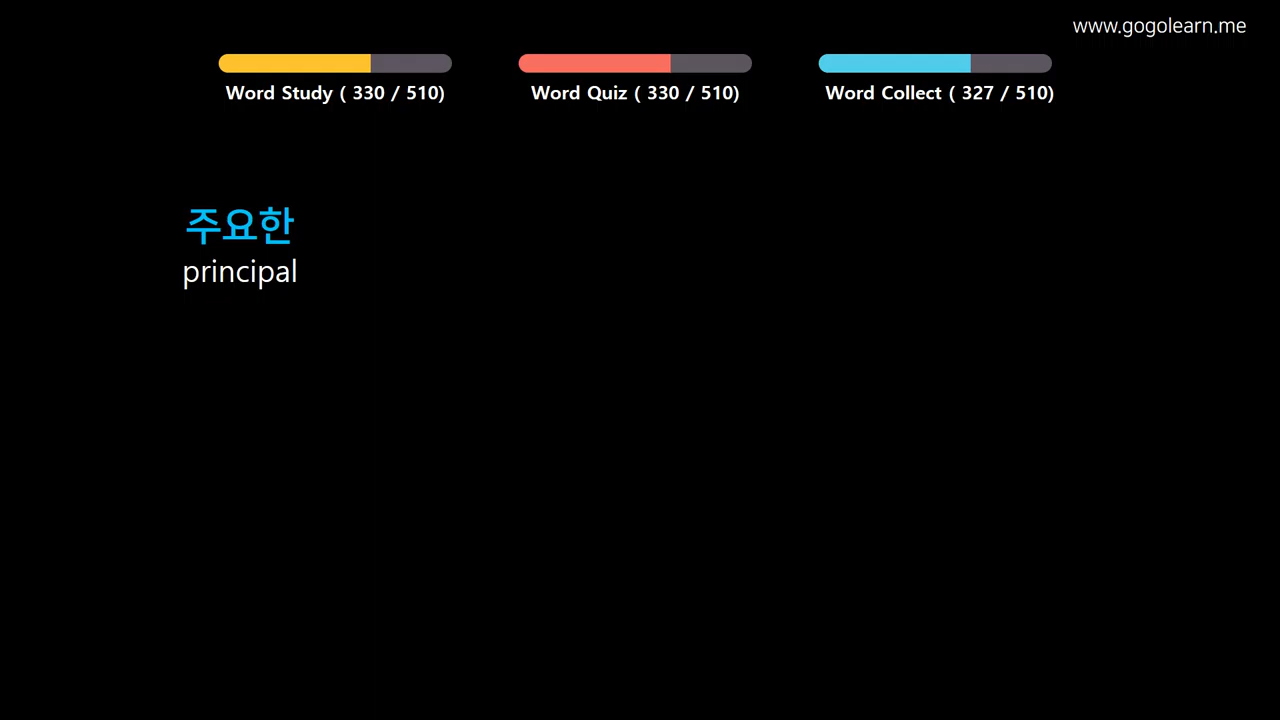 www.gogolearn.me
Word Study ( 330 / 510)
Word Quiz ( 330 / 510)
Word Collect ( 327 / 510)
주요한
principal